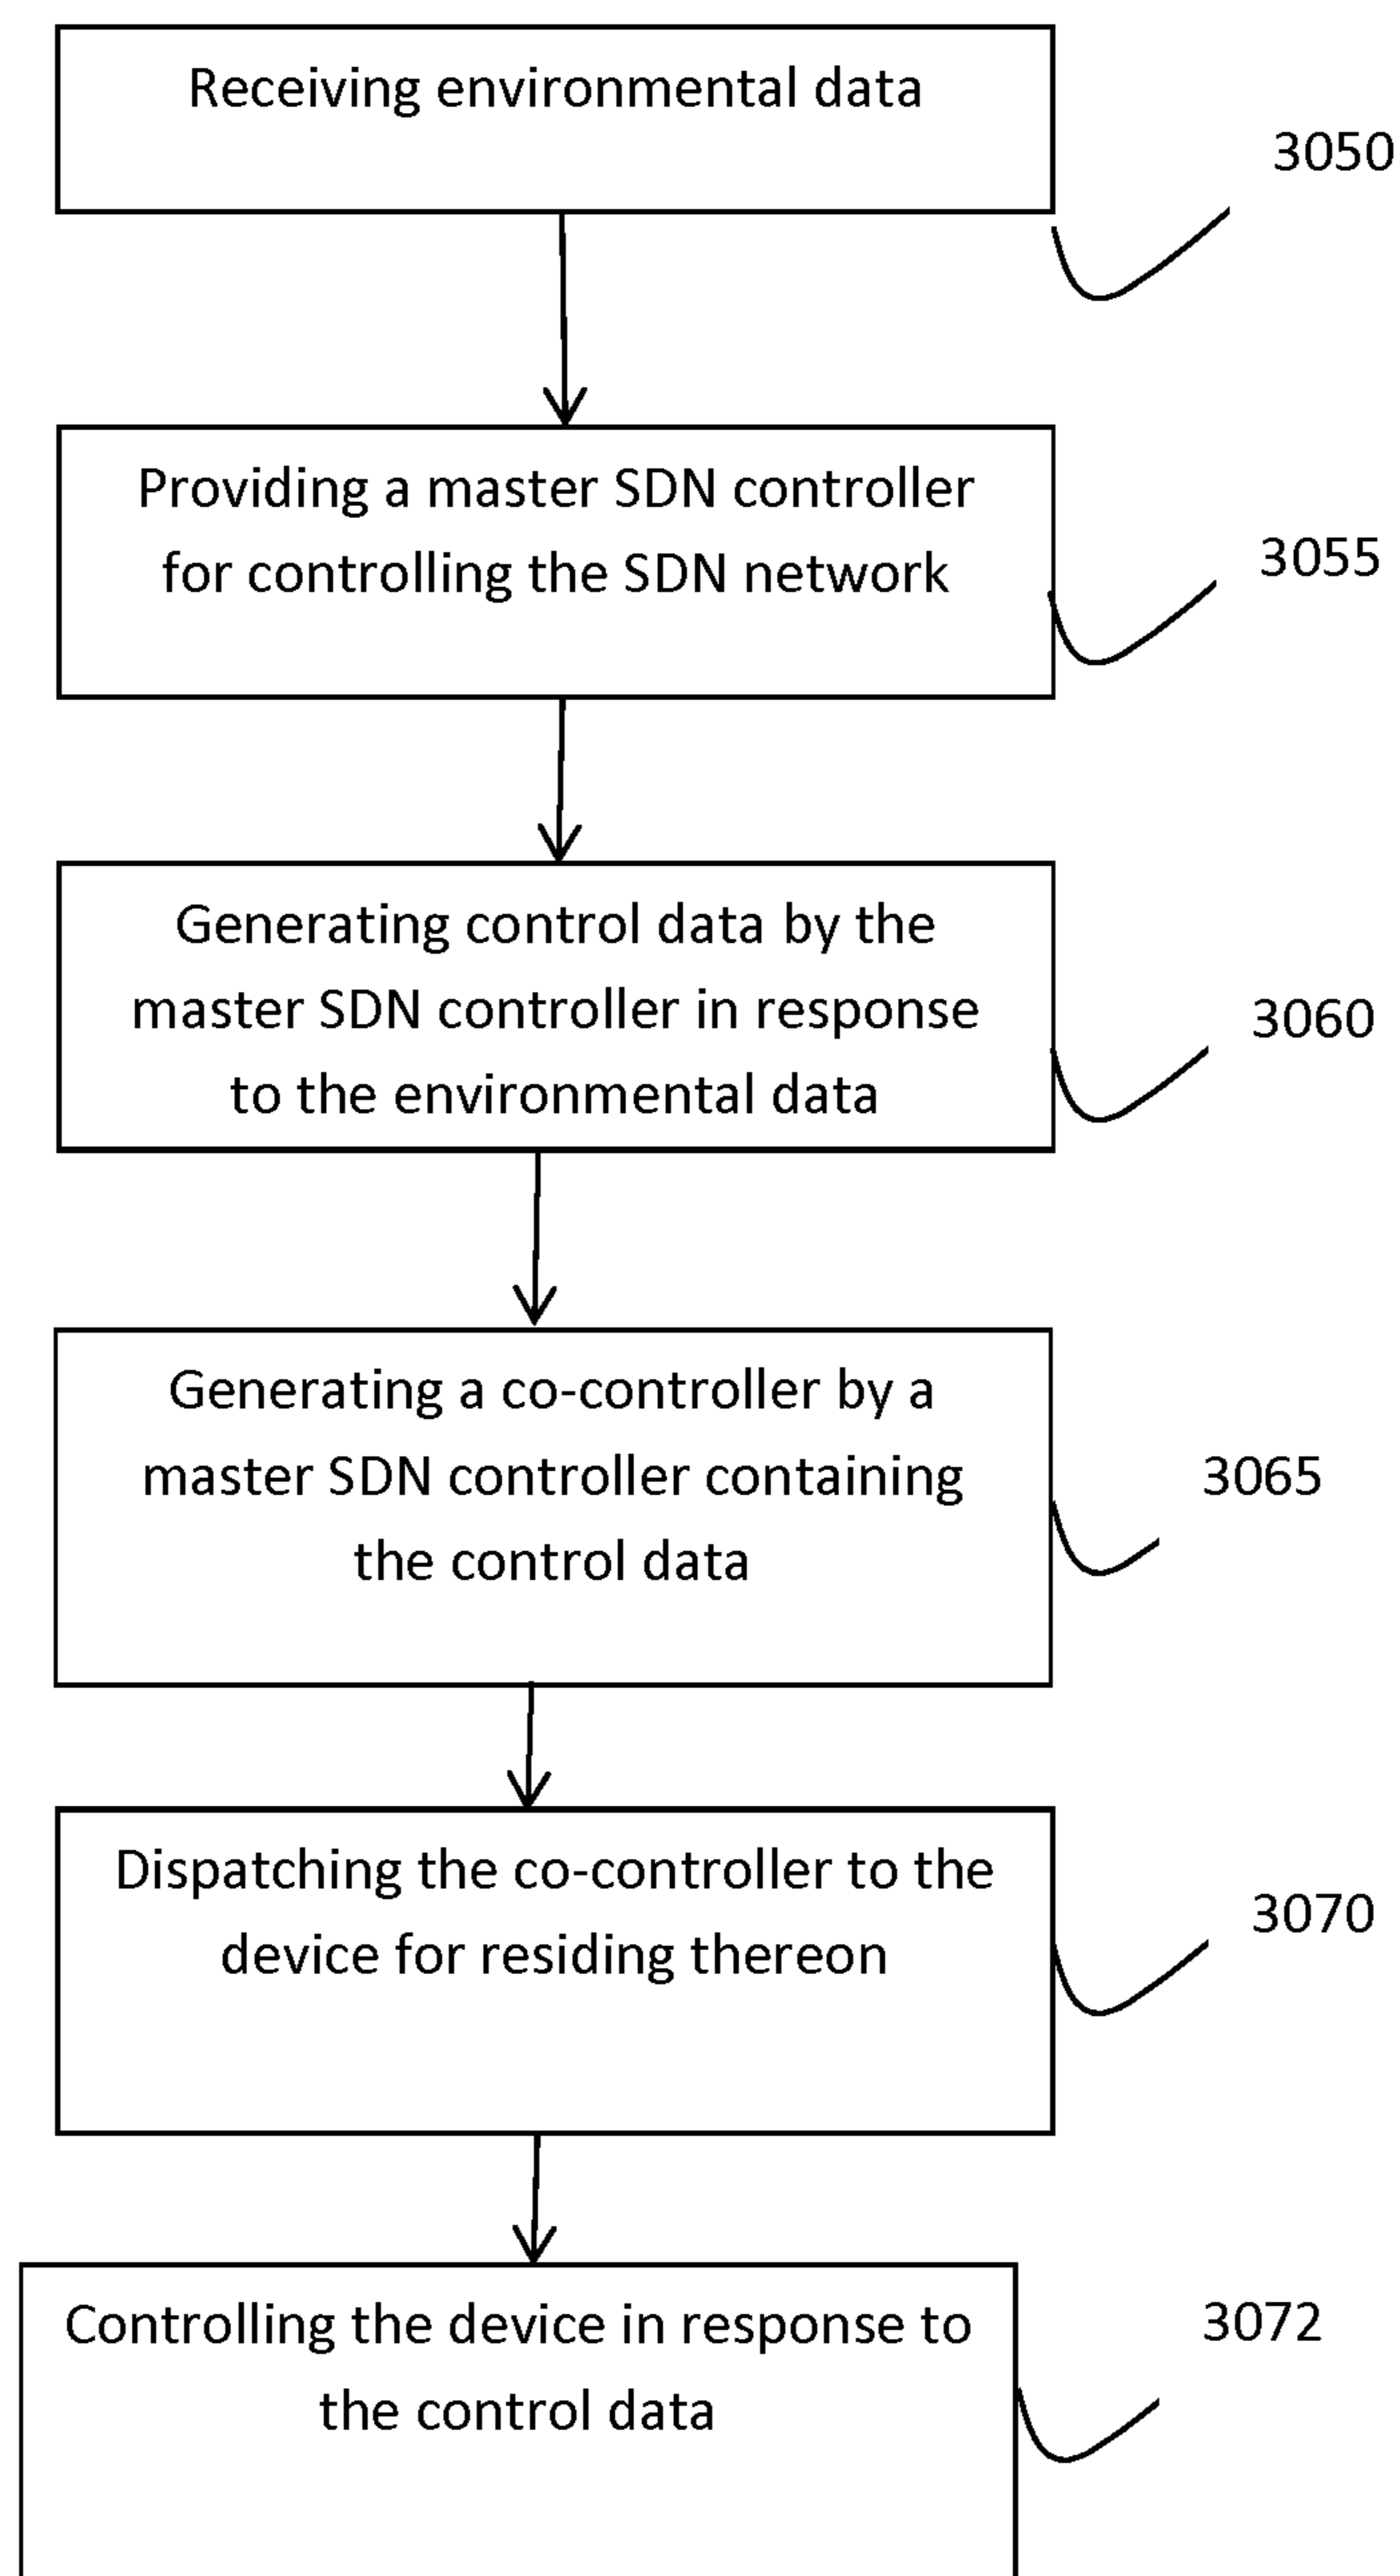 Receiving environmental data
3050
Providing a master SDN controller
for controlling the SDN network
3055
Generating control data by the
master SDN controller in response
to the environmental data
3060
Generating a co-controller by a
master SDN controller containing
the control data
3065
Dispatching the co-controller to the
device for residing thereon
3070
Controlling the device in response to
the control data
3072